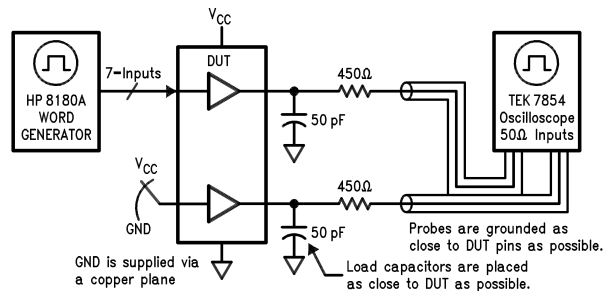 VCC
DUT
7-Inputs
HP 8180A
WORD
GENERATOR
450Ω
50 pF
TEK 7854
Oscilloscope
50Ω Inputs
VCC
GND
450Ω
50 pF
Probes are grounded as
close to DUT pins as possible.
GND is supplied via
a copper plane
Load capacitors are placed
as close to DUT as possible.